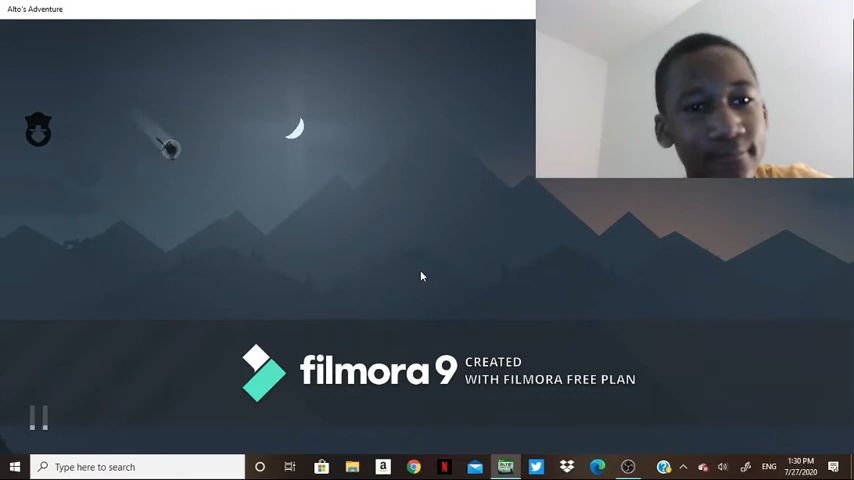 Alto's Adventure
filmora 9 CREATED
WITH FILMORA FREE PLAN
Type here to search
a
N
ENG
1:30 PM
7/27/2020